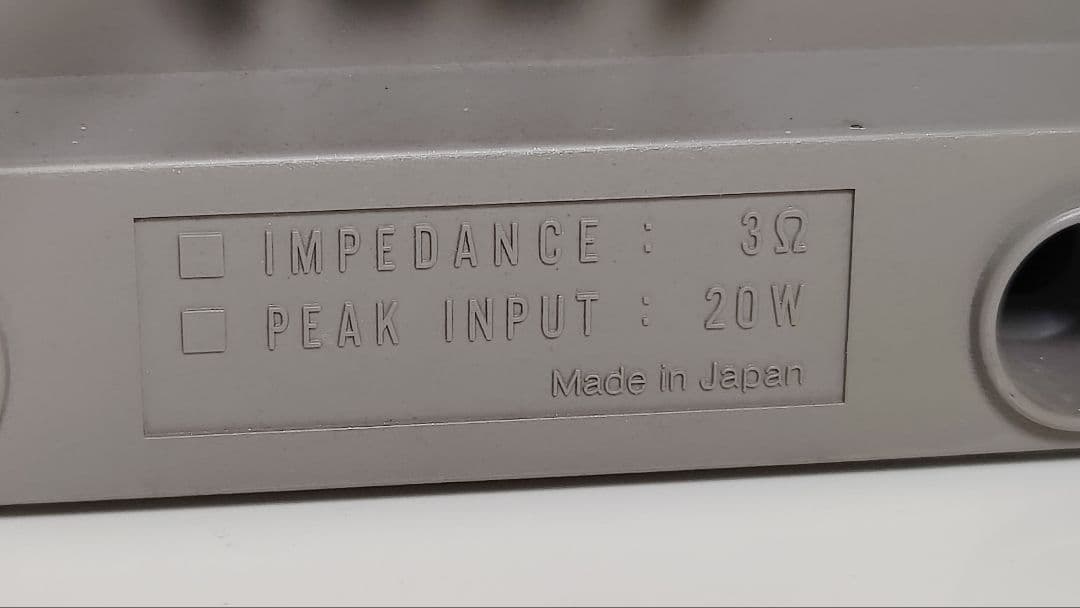 □ IMPEDANCE : 3Ω
□ PEAK INPUT : 20W
Made in Japan